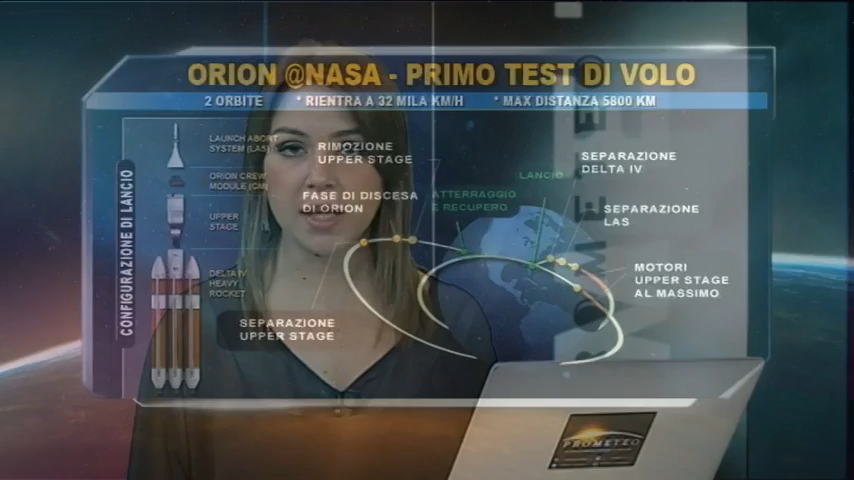 ORION @NASA - PRIMO TEST DI VOLO
2 ORBITE * RIENTRA A 32 MILA KM/H * MAX DISTANZA 5800 KM
CONFIGURAZIONE DI LANCIO
LAUNCH ABORT
SYSTEM (LAS)
ORION CREW
MODULE (CM)
UPPER
STAGE
DELTA IV
HEAVY
ROCKET
RIMOZIONE
UPPER STAGE
FASE DI DISCESA
DI ORION
ATTERRAGGIO
E RECUPERO
LANCIO
SEPARAZIONE
DELTA IV
SEPARAZIONE
LAS
MOTORI
UPPER STAGE
AL MASSIMO
SEPARAZIONE
UPPER STAGE
PROMETEO
PROMETEO